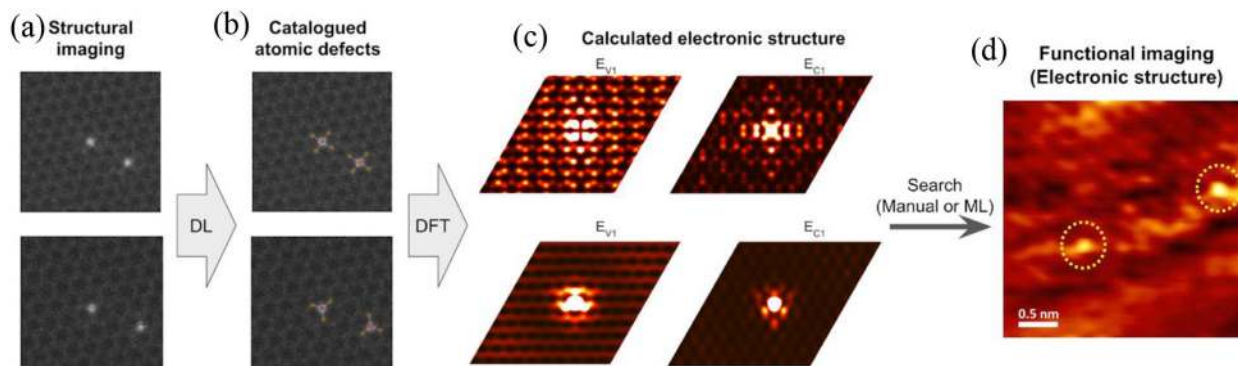 (a) Structural
imaging
(b) Catalogued
atomic defects
(c) Calculated electronic structure
(d) Functional imaging
(Electronic structure)
E_V1
E_C1
DL
DFT
E_V1
E_C1
Search
(Manual or ML)
0.5 nm